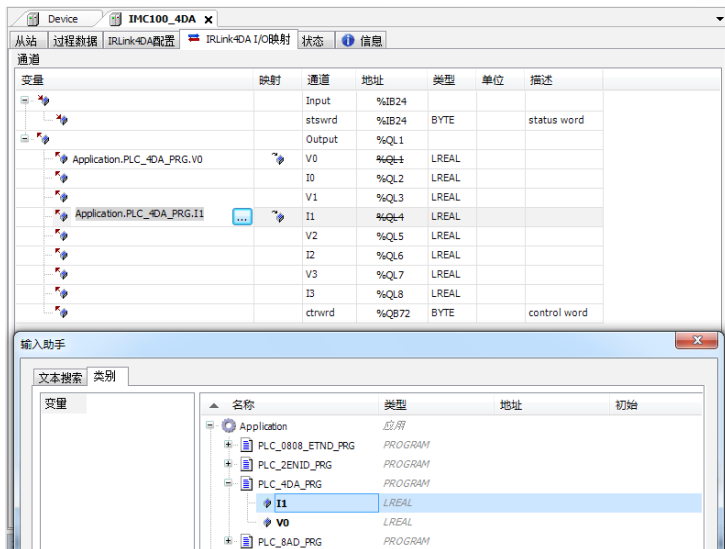 Device IMC100_4DA
从站 过程数据 IRLink4DA配置 IRLink4DA I/O映射 状态 信息
通道
变量 映射 通道 地址 类型 单位 描述
Input %IB24
stswrd %IB24 BYTE status word
Output %QL1
Application.PLC_4DA_PRG.V0 V0 %QL1 LREAL
I0 %QL2 LREAL
V1 %QL3 LREAL
Application.PLC_4DA_PRG.I1 ... I1 %QL4 LREAL
V2 %QL5 LREAL
I2 %QL6 LREAL
V3 %QL7 LREAL
I3 %QL8 LREAL
ctrwrd %QB72 BYTE control word
输入助手
文本搜索 类别
变量 名称 类型 地址 初始
Application 应用
PLC_0808_ETND_PRG PROGRAM
PLC_2ENID_PRG PROGRAM
PLC_4DA_PRG PROGRAM
I1 LREAL
V0 LREAL
PLC_8AD_PRG PROGRAM